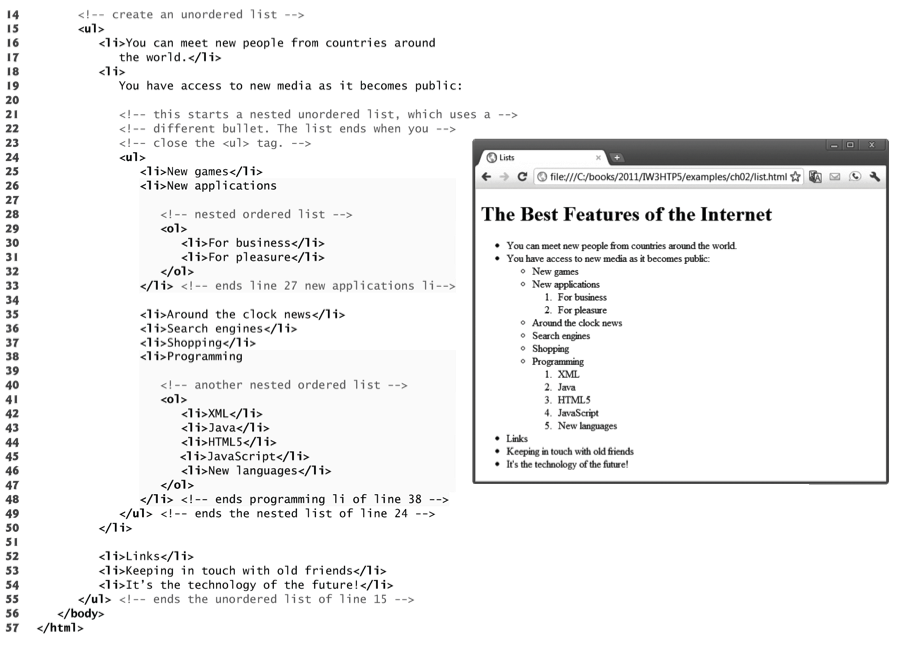 14 <!-- create an unordered list -->
15 <ul>
16 <li>You can meet new people from countries around
17 the world.</li>
18 <li>
19 You have access to new media as it becomes public:
20
21 <!-- this starts a nested unordered list, which uses a -->
22 <!-- different bullet. The list ends when you -->
23 <!-- close the <ul> tag. -->
24 <ul>
25 <li>New games</li>
26 <li>New applications
27
28 <!-- nested ordered list -->
29 <ol>
30 <li>For business</li>
31 <li>For pleasure</li>
32 </ol>
33 </li> <!-- ends line 27 new applications li-->
34
35 <li>Around the clock news</li>
36 <li>Search engines</li>
37 <li>Shopping</li>
38 <li>Programming
39
40 <!-- another nested ordered list -->
41 <ol>
42 <li>XML</li>
43 <li>Java</li>
44 <li>HTML5</li>
45 <li>JavaScript</li>
46 <li>New languages</li>
47 </ol>
48 </li> <!-- ends programming li of line 38 -->
49 </ul> <!-- ends the nested list of line 24 -->
50 </li>
51
52 <li>Links</li>
53 <li>Keeping in touch with old friends</li>
54 <li>It's the technology of the future!</li>
55 </ul> <!-- ends the unordered list of line 15 -->
56 </body>
57 </html>
Lists
file:///C:/books/2011/IW3HTP5/examples/ch02/list.html
The Best Features of the Internet
• You can meet new people from countries around the world.
• You have access to new media as it becomes public:
◦ New games
◦ New applications
1. For business
2. For pleasure
◦ Around the clock news
◦ Search engines
◦ Shopping
◦ Programming
1. XML
2. Java
3. HTML5
4. JavaScript
5. New languages
• Links
• Keeping in touch with old friends
• It's the technology of the future!